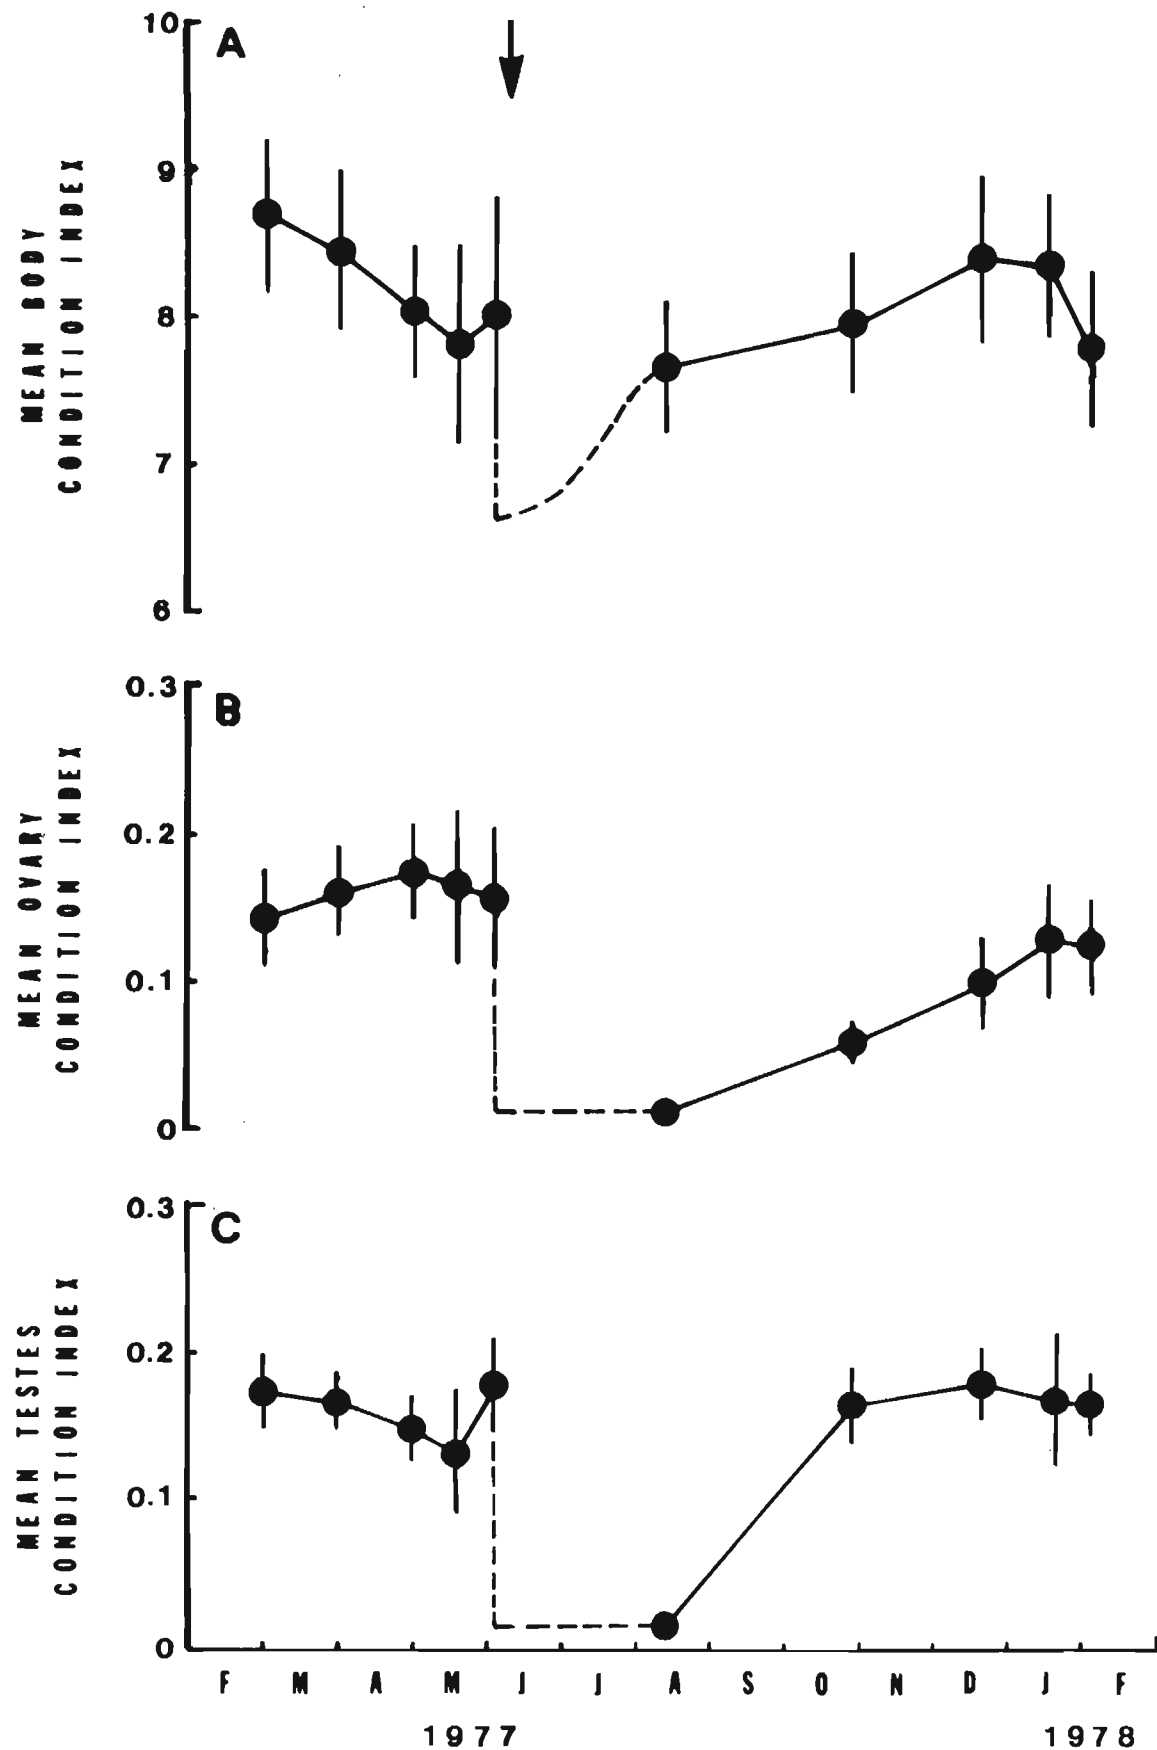 A
10
9
8
7
6
MEAN BODY
CONDITION INDEX
B
0.3
0.2
0.1
0
MEAN OVARY
CONDITION INDEX
C
0.3
0.2
0.1
0
MEAN TESTES
CONDITION INDEX
F M A M J J A S O N D J F
1977 1978